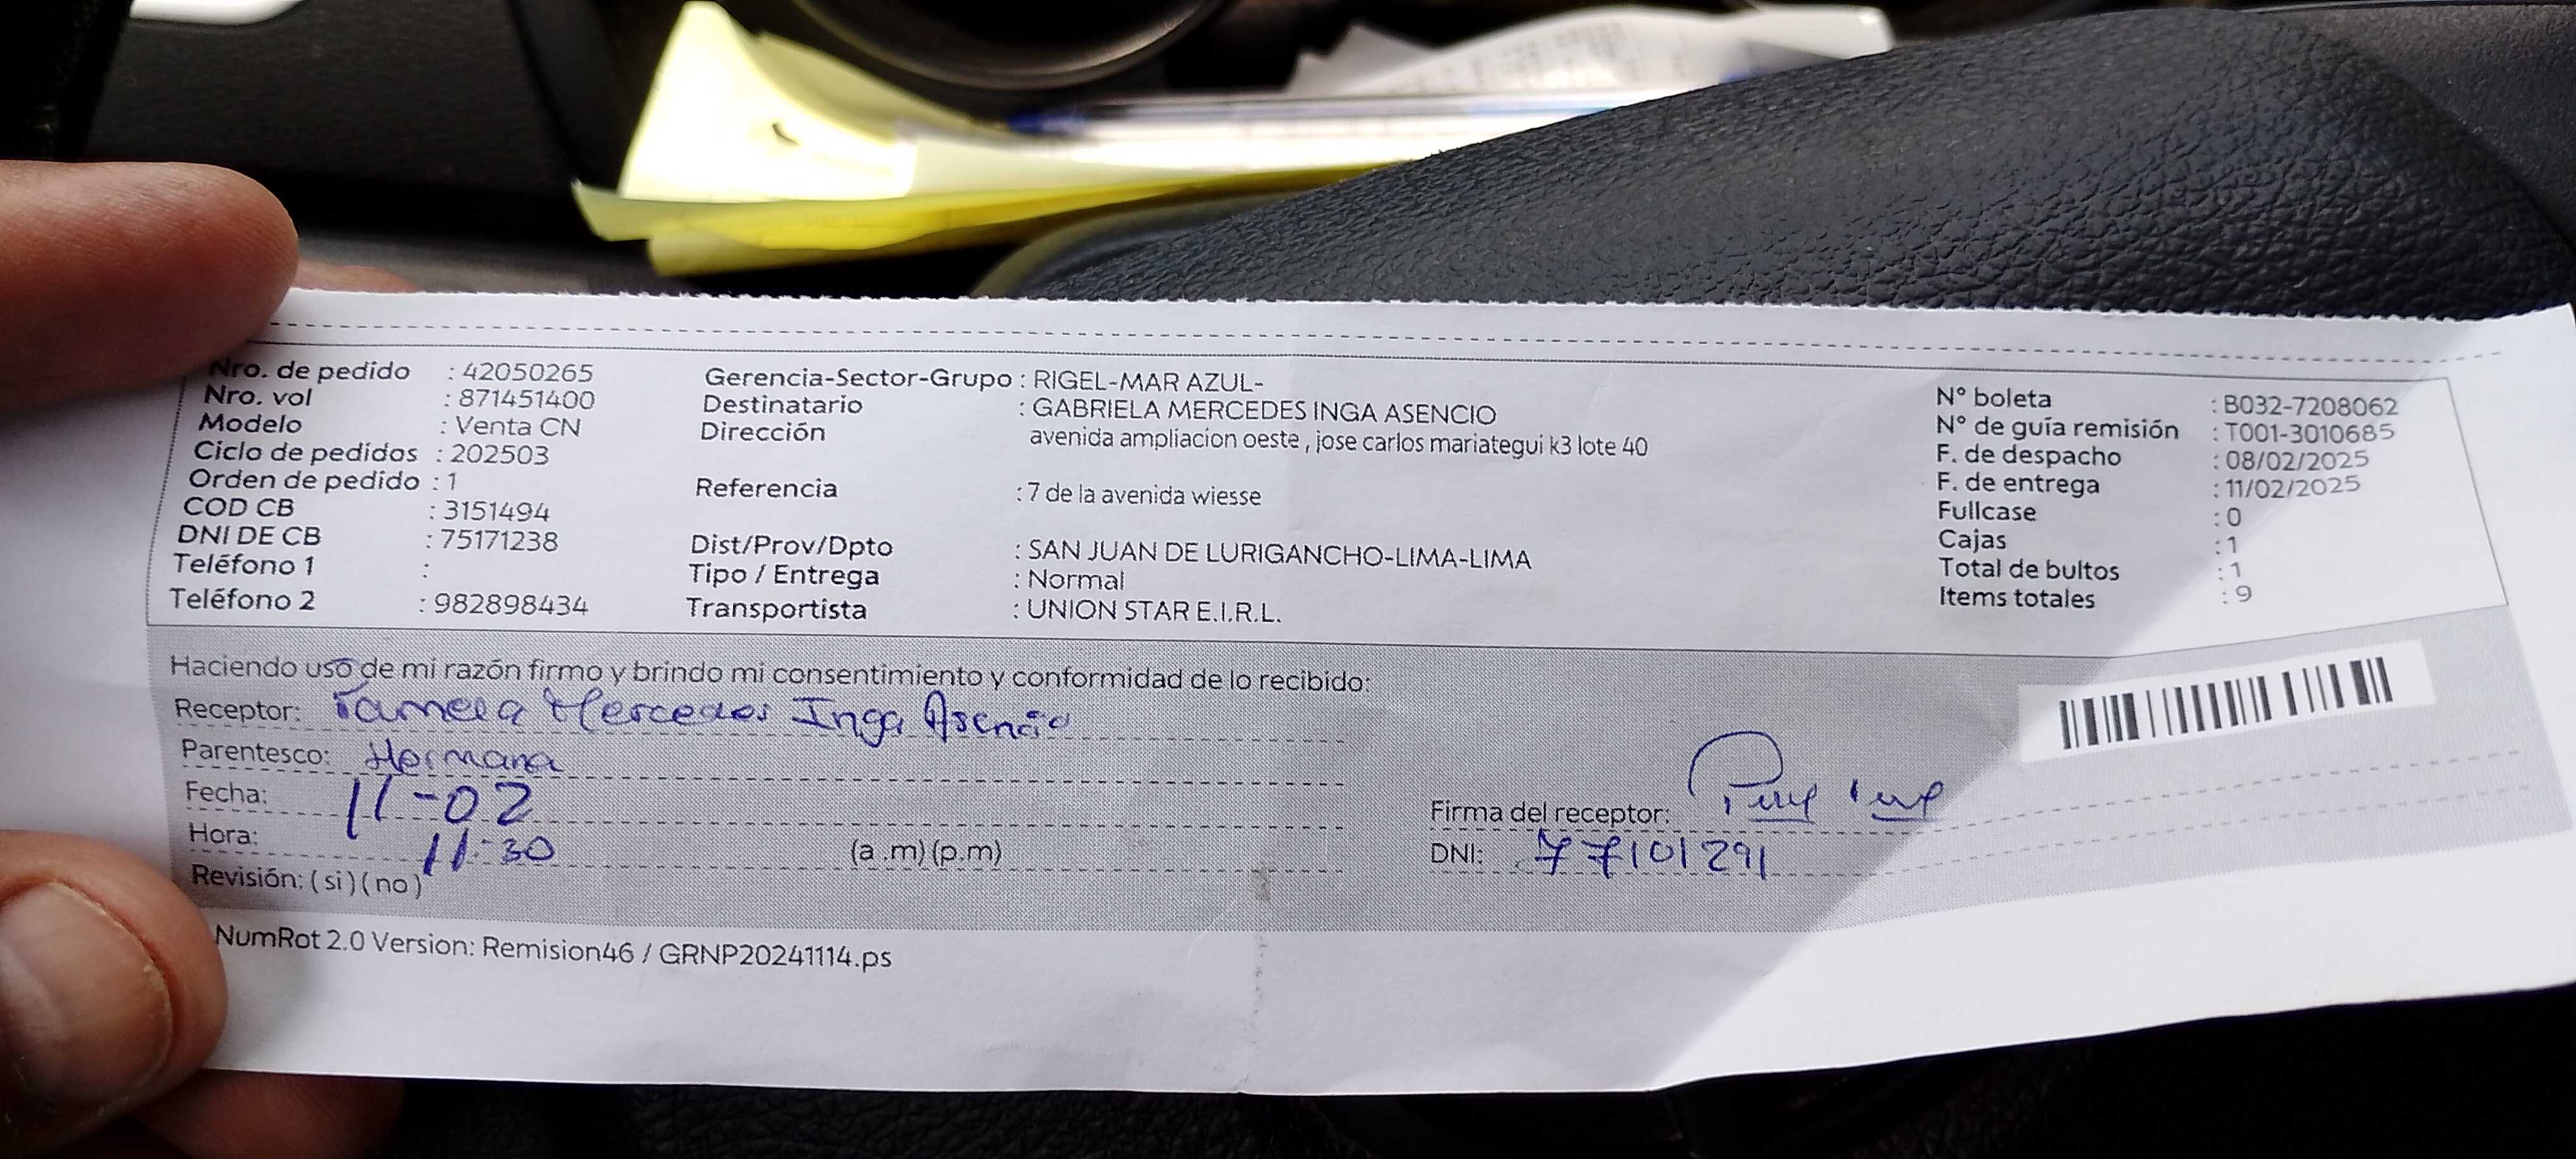 Nro. de pedido : 42050265
Nro. vol : 871451400
Modelo : Venta CN
Ciclo de pedidos : 202503
Orden de pedido : 1
COD CB : 3151494
DNI DE CB : 75171238
Teléfono 1 :
Teléfono 2 : 982898434
Gerencia-Sector-Grupo : RIGEL-MAR AZUL-
Destinatario : GABRIELA MERCEDES INGA ASENCIO
Dirección avenida ampliacion oeste , jose carlos mariategui k3 lote 40
Referencia : 7 de la avenida wiesse
Dist/Prov/Dpto : SAN JUAN DE LURIGANCHO-LIMA-LIMA
Tipo / Entrega : Normal
Transportista : UNION STAR E.I.R.L.
N° boleta : B032-7208062
N° de guía remisión : T001-3010685
F. de despacho : 08/02/2025
F. de entrega : 11/02/2025
Fullcase : 0
Cajas : 1
Total de bultos : 1
Items totales : 9
Haciendo uso de mi razón firmo y brindo mi consentimiento y conformidad de lo recibido:
Receptor: Mercedes Inga Asencio
Parentesco: Hermana
Fecha: 11-02
Hora: 11:30 (a .m) (p.m)
Revisión: ( si ) ( no )
Firma del receptor:
DNI: 77101291
NumRot 2.0 Version: Remision46 / GRNP20241114.ps